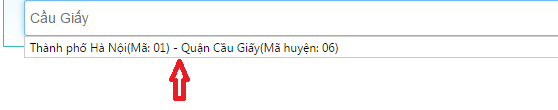 Cầu Giấy
Thành phố Hà Nội(Mã: 01) - Quận Cầu Giấy(Mã huyện: 06)